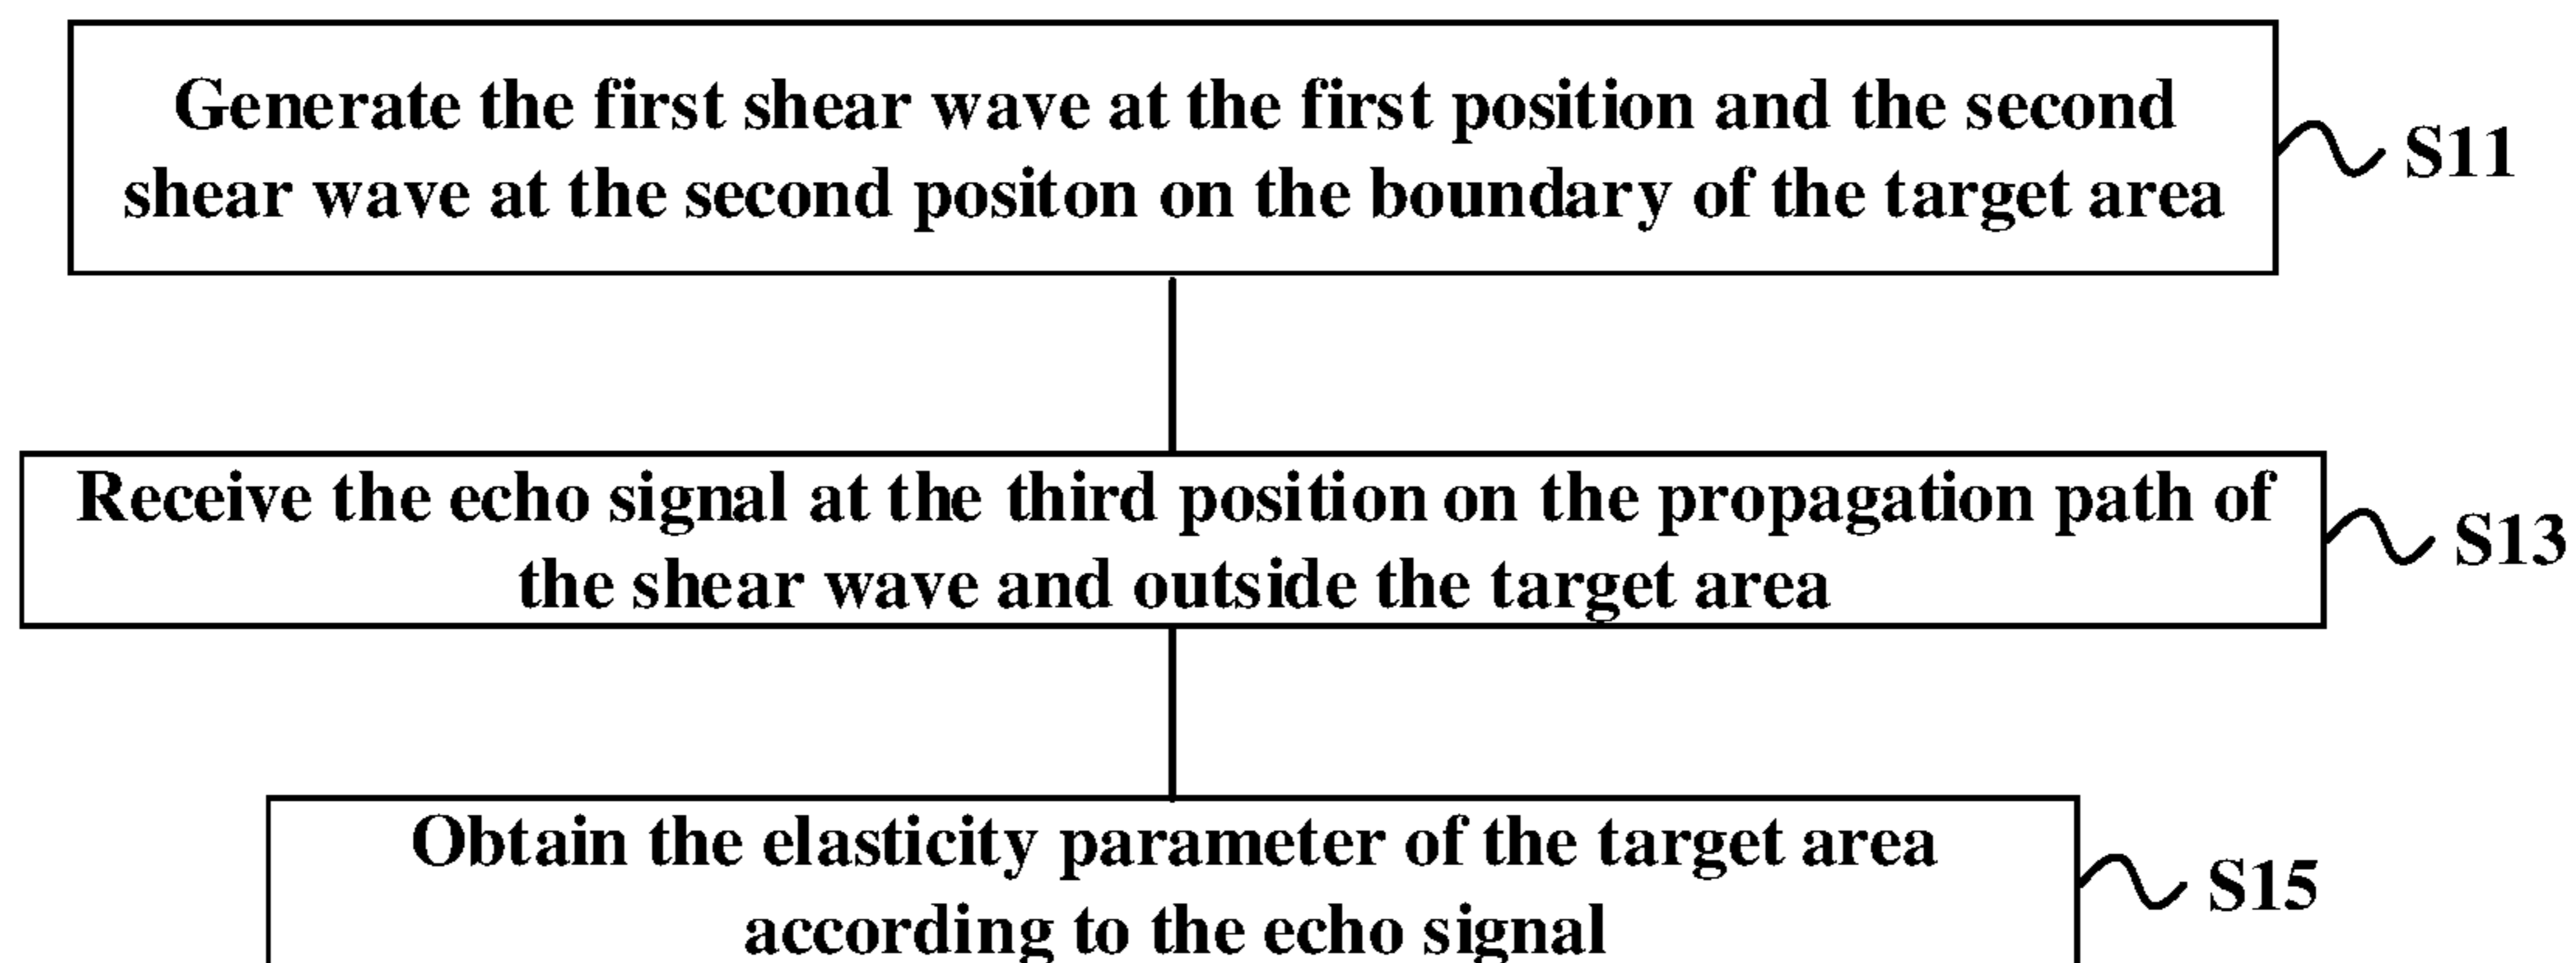 Generate the first shear wave at the first position and the second
shear wave at the second positon on the boundary of the target area
S11
Receive the echo signal at the third position on the propagation path of
the shear wave and outside the target area
S13
Obtain the elasticity parameter of the target area
according to the echo signal
S15